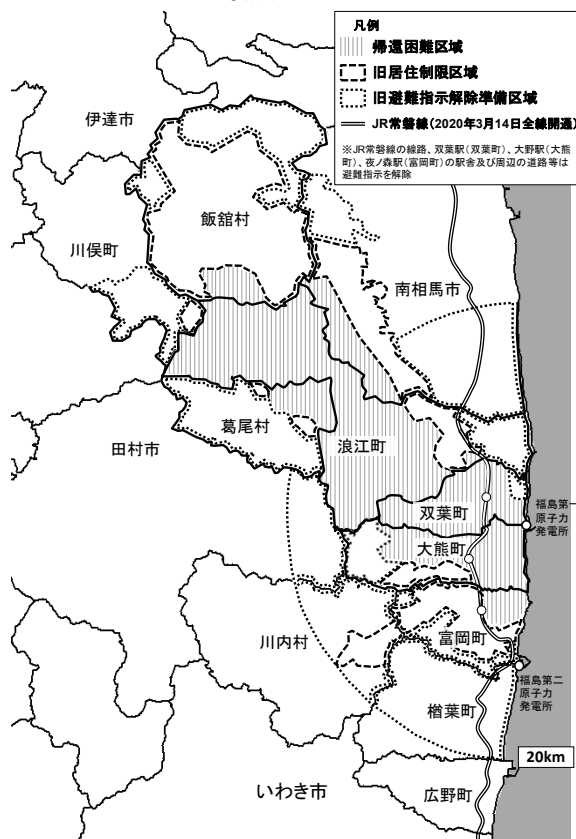 凡例
帰還困難区域
旧居住制限区域
旧避難指示解除準備区域
JR常磐線(2020年3月14日全線開通)
※JR常磐線の線路、双葉駅(双葉町)、大野駅(大熊
町)、夜ノ森駅(富岡町)の駅舎及び周辺の道路等は
避難指示を解除
伊達市
飯舘村
川俣町
南相馬市
葛尾村
田村市
浪江町
双葉町
福島第一
原子力
発電所
大熊町
川内村
富岡町
福島第二
原子力
発電所
楢葉町
20km
いわき市
広野町